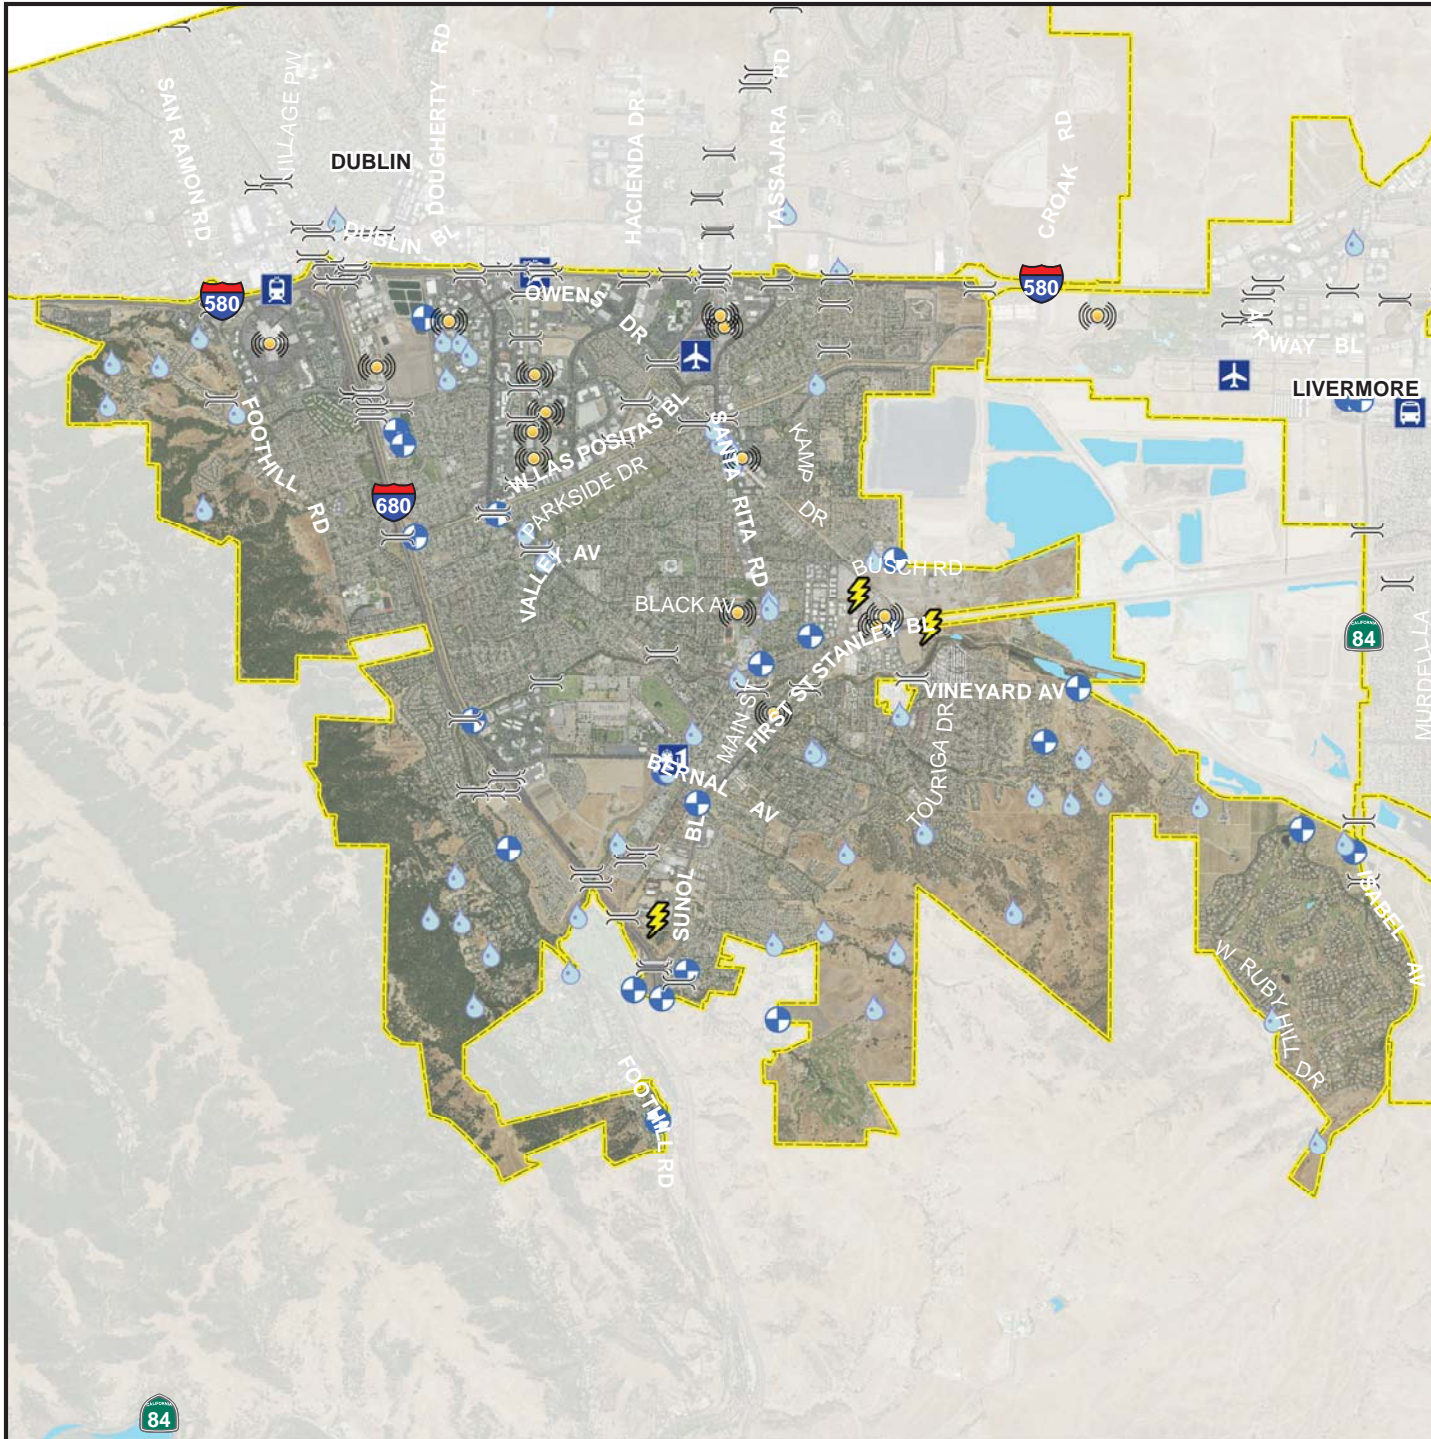 SAN RAMON RD
VILLAGE PW
DOUGHERTY RD
HACIENDA DR
TASSAJARA RD
CROAK RD
DUBLIN
DUBLIN BL
580
OWENS DR
580
AIRWAY BL
LIVERMORE
FOOTHILL RD
W LAS POSITAS BL
PARKSIDE DR
SANTA RITA RD
KAMP DR
680
VALLEY AV
BUSCH RD
BLACK AV
CALIFORNIA
84
STANLEY BL
FIRST ST
MAIN ST
VINEYARD AV
TOURIGA DR
MURDELLA
BERNAL AV
SUNOL BL
ISABEL AV
W RUBY HILL DR
FOOTHILL RD
CALIFORNIA
84